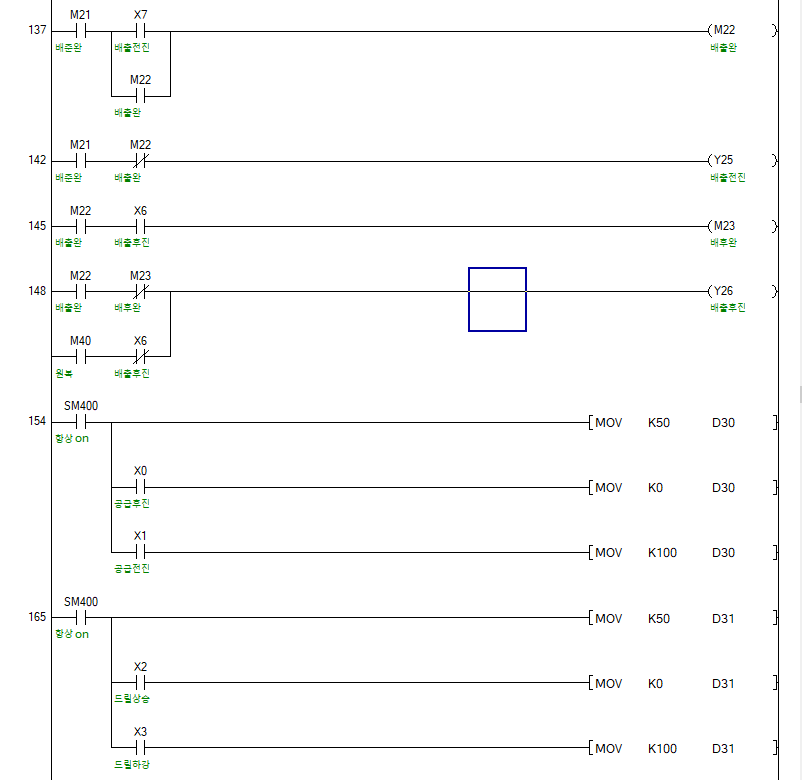 M21 X7
137 (M22 )
배준완 배출전진 배출완
M22
배출완
M21 M22
142 (Y25 )
배준완 배출완 배출전진
M22 X6
145 (M23 )
배출완 배출후진 배후완
M22 M23
148 (Y26 )
배출완 배후완 배출후진
M40 X6
원복 배출후진
SM400
154 [MOV K50 D30 ]
항상 on
X0
[MOV K0 D30 ]
공급후진
X1
[MOV K100 D30 ]
공급전진
SM400
165 [MOV K50 D31 ]
항상 on
X2
[MOV K0 D31 ]
드릴상승
X3
[MOV K100 D31 ]
드릴하강